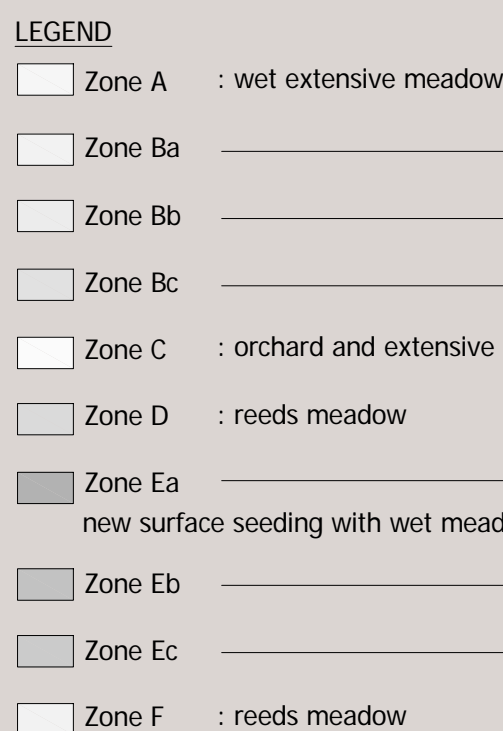 LEGEND
Zone A : wet extensive meadow
Zone Ba
Zone Bb
Zone Bc
Zone C : orchard and extensive
Zone D : reeds meadow
Zone Ea
new surface seeding with wet mead
Zone Eb
Zone Ec
Zone F : reeds meadow